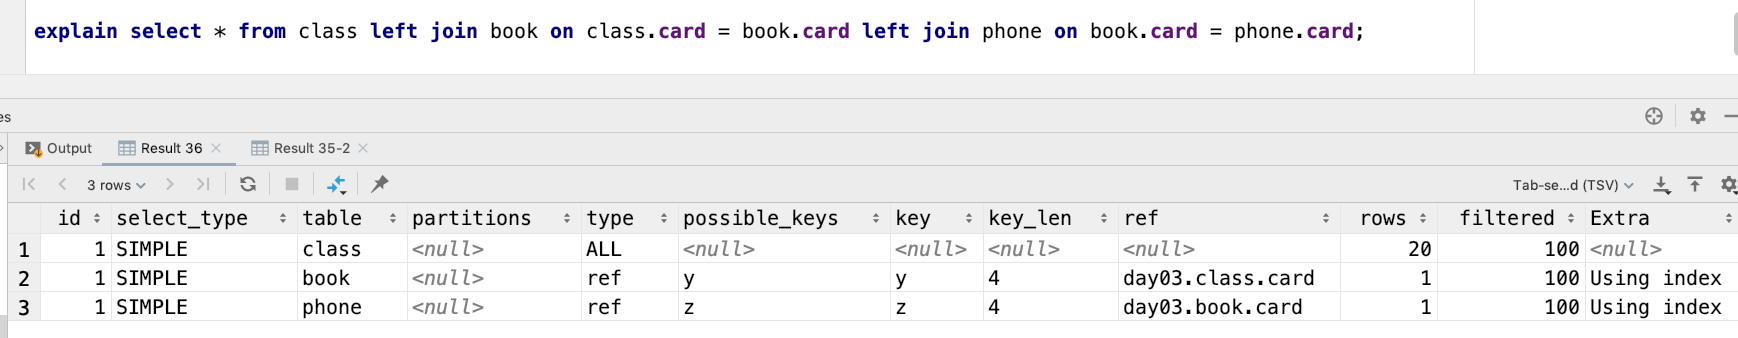 explain select * from class left join book on class.card = book.card left join phone on book.card = phone.card;
es
Output Result 36 Result 35-2
3 rows Tab-se...d (TSV)
id select_type table partitions type possible_keys key key_len ref rows filtered Extra
1 1 SIMPLE class <null> ALL <null> <null> <null> <null> 20 100 <null>
2 1 SIMPLE book <null> ref y y 4 day03.class.card 1 100 Using index
3 1 SIMPLE phone <null> ref z z 4 day03.book.card 1 100 Using index